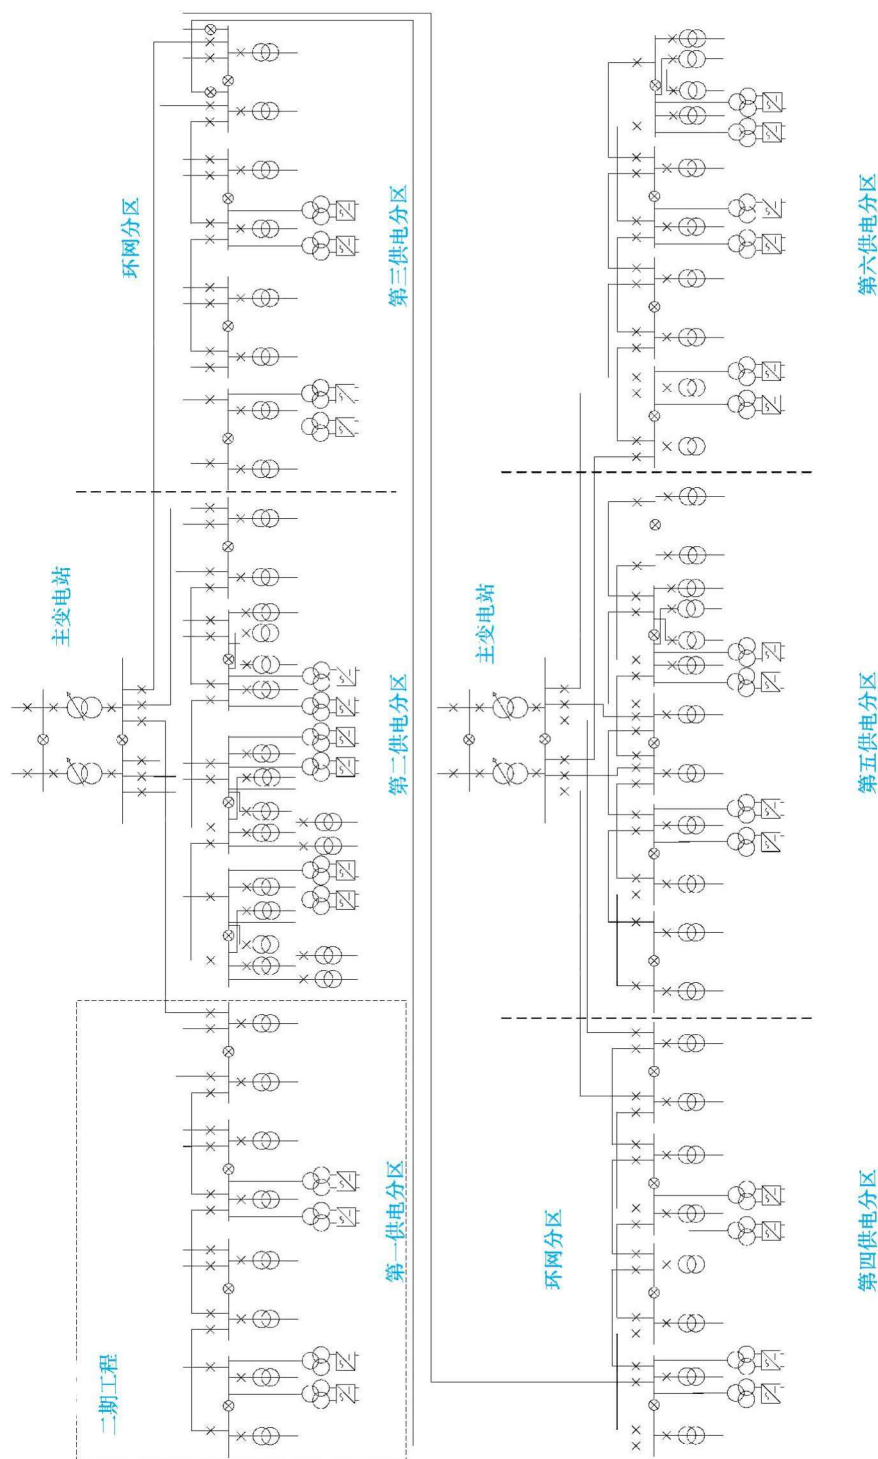 环网分区
第三供电分区
主变电站
第二供电分区
二期工程
第一供电分区
第六供电分区
主变电站
第五供电分区
环网分区
第四供电分区